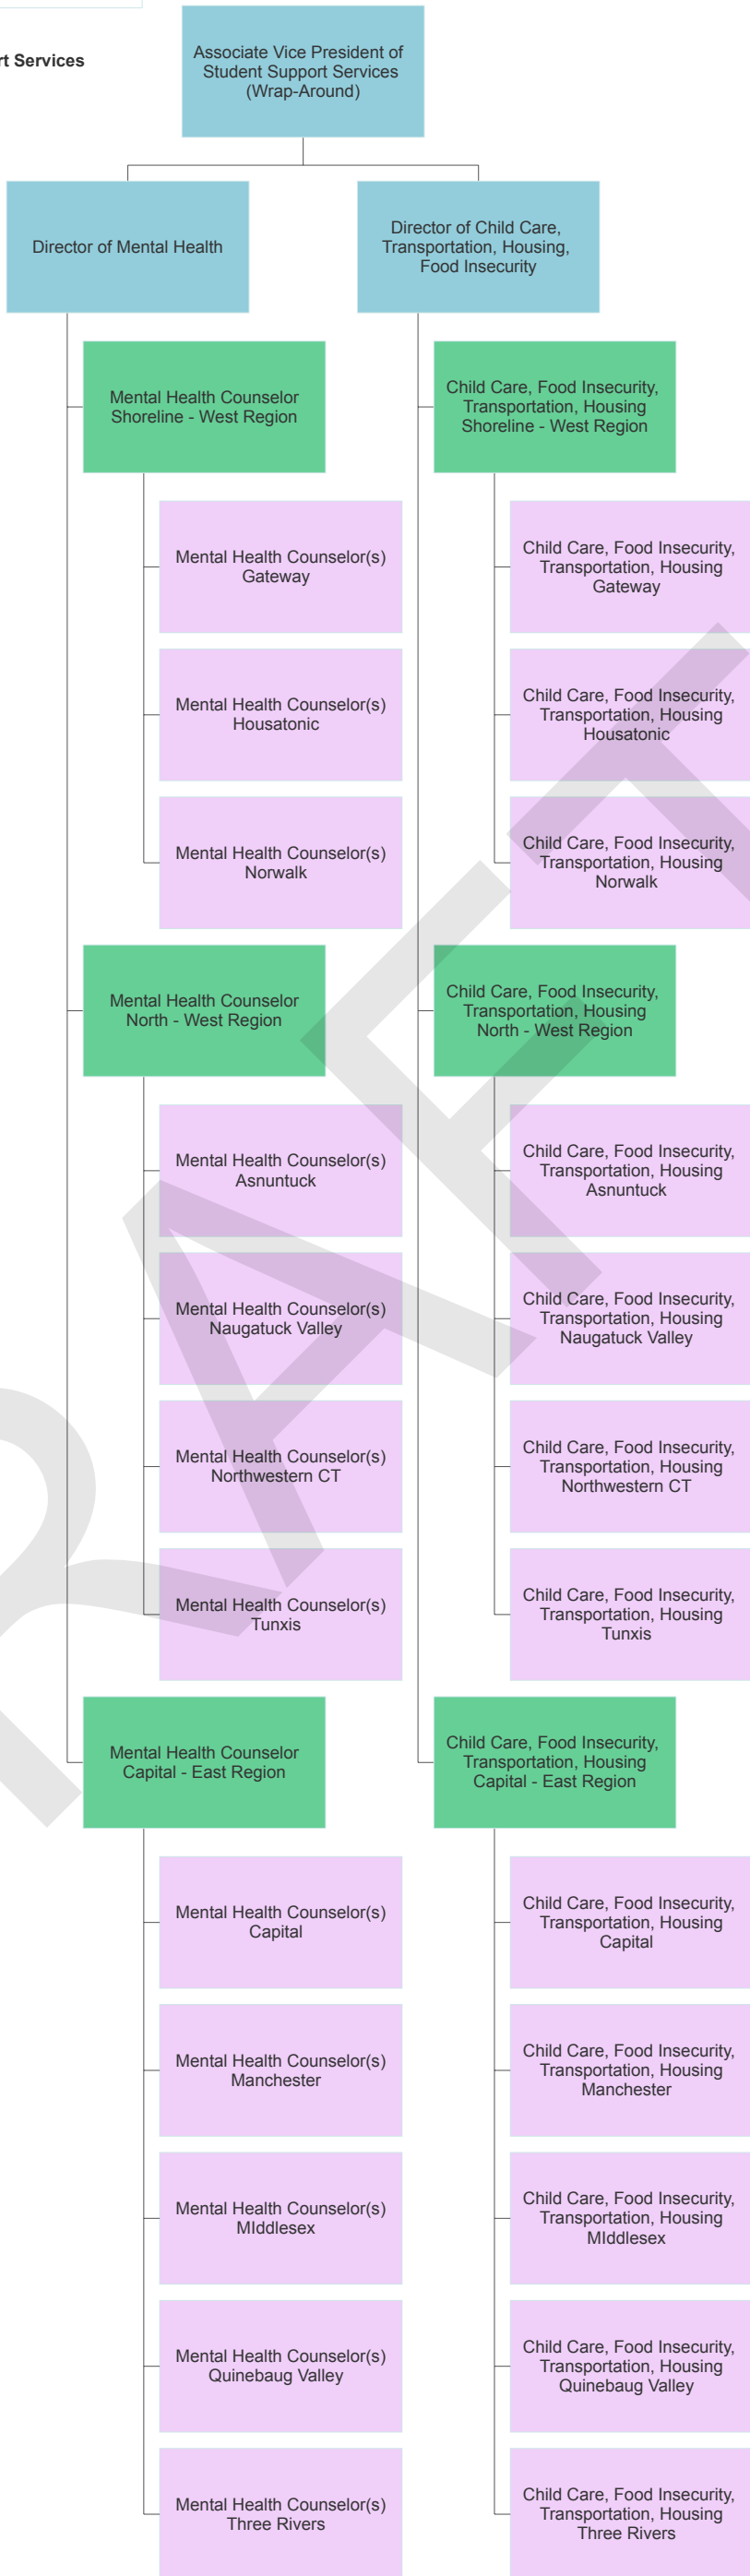 rt Services
Associate Vice President of
Student Support Services
(Wrap-Around)
Director of Mental Health
Director of Child Care,
Transportation, Housing,
Food Insecurity
Mental Health Counselor
Shoreline - West Region
Mental Health Counselor(s)
Gateway
Mental Health Counselor(s)
Housatonic
Mental Health Counselor(s)
Norwalk
Mental Health Counselor
North - West Region
Mental Health Counselor(s)
Asnuntuck
Mental Health Counselor(s)
Naugatuck Valley
Mental Health Counselor(s)
Northwestern CT
Mental Health Counselor(s)
Tunxis
Mental Health Counselor
Capital - East Region
Mental Health Counselor(s)
Capital
Mental Health Counselor(s)
Manchester
Mental Health Counselor(s)
MIddlesex
Mental Health Counselor(s)
Quinebaug Valley
Mental Health Counselor(s)
Three Rivers
Child Care, Food Insecurity,
Transportation, Housing
Shoreline - West Region
Child Care, Food Insecurity,
Transportation, Housing
Gateway
Child Care, Food Insecurity,
Transportation, Housing
Housatonic
Child Care, Food Insecurity,
Transportation, Housing
Norwalk
Child Care, Food Insecurity,
Transportation, Housing
North - West Region
Child Care, Food Insecurity,
Transportation, Housing
Asnuntuck
Child Care, Food Insecurity,
Transportation, Housing
Naugatuck Valley
Child Care, Food Insecurity,
Transportation, Housing
Northwestern CT
Child Care, Food Insecurity,
Transportation, Housing
Tunxis
Child Care, Food Insecurity,
Transportation, Housing
Capital - East Region
Child Care, Food Insecurity,
Transportation, Housing
Capital
Child Care, Food Insecurity,
Transportation, Housing
Manchester
Child Care, Food Insecurity,
Transportation, Housing
MIddlesex
Child Care, Food Insecurity,
Transportation, Housing
Quinebaug Valley
Child Care, Food Insecurity,
Transportation, Housing
Three Rivers
RAFT